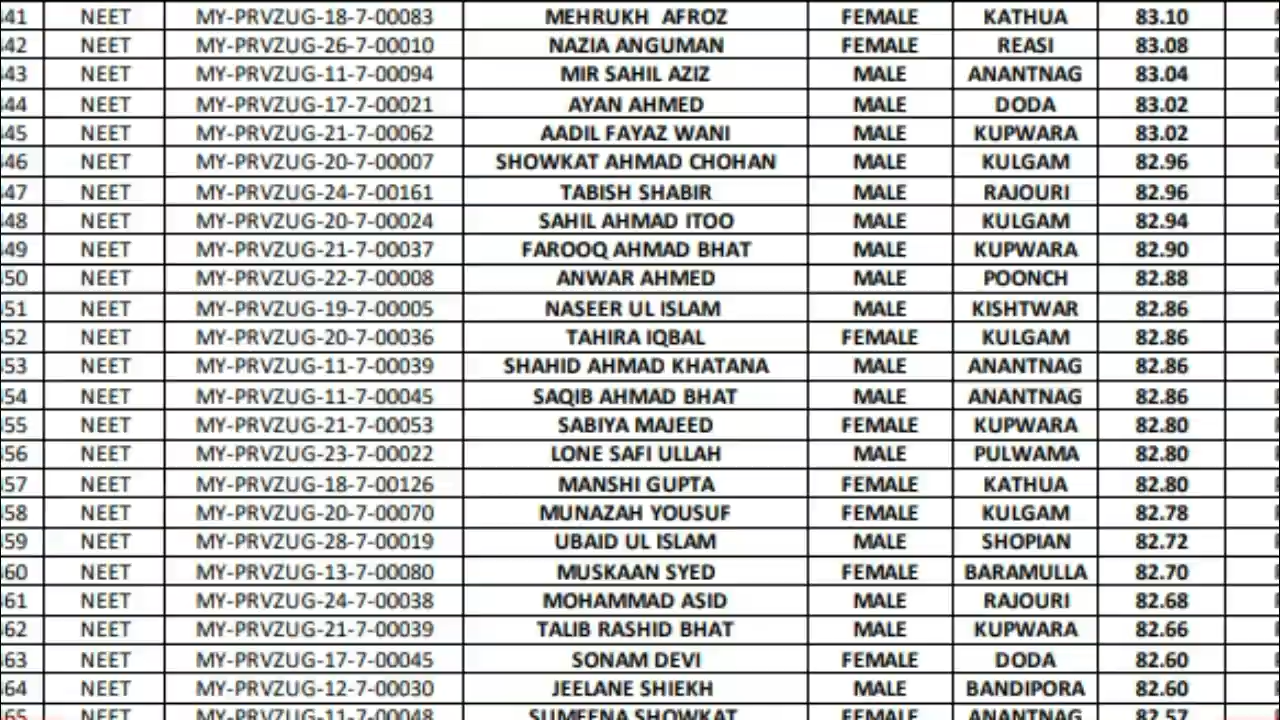 41 NEET MY-PRVZUG-18-7-00083 MEHRUKH AFROZ FEMALE KATHUA 83.10
42 NEET MY-PRVZUG-26-7-00010 NAZIA ANGUMAN FEMALE REASI 83.08
43 NEET MY-PRVZUG-11-7-00094 MIR SAHIL AZIZ MALE ANANTNAG 83.04
44 NEET MY-PRVZUG-17-7-00021 AYAN AHMED MALE DODA 83.02
45 NEET MY-PRVZUG-21-7-00062 AADIL FAYAZ WANI MALE KUPWARA 83.02
46 NEET MY-PRVZUG-20-7-00007 SHOWKAT AHMAD CHOHAN MALE KULGAM 82.96
47 NEET MY-PRVZUG-24-7-00161 TABISH SHABIR MALE RAJOURI 82.96
48 NEET MY-PRVZUG-20-7-00024 SAHIL AHMAD ITOO MALE KULGAM 82.94
49 NEET MY-PRVZUG-21-7-00037 FAROOQ AHMAD BHAT MALE KUPWARA 82.90
50 NEET MY-PRVZUG-22-7-00008 ANWAR AHMED MALE POONCH 82.88
51 NEET MY-PRVZUG-19-7-00005 NASEER UL ISLAM MALE KISHTWAR 82.86
52 NEET MY-PRVZUG-20-7-00036 TAHIRA IQBAL FEMALE KULGAM 82.86
53 NEET MY-PRVZUG-11-7-00039 SHAHID AHMAD KHATANA MALE ANANTNAG 82.86
54 NEET MY-PRVZUG-11-7-00045 SAQIB AHMAD BHAT MALE ANANTNAG 82.86
55 NEET MY-PRVZUG-21-7-00053 SABIYA MAJEED FEMALE KUPWARA 82.80
56 NEET MY-PRVZUG-23-7-00022 LONE SAFI ULLAH MALE PULWAMA 82.80
57 NEET MY-PRVZUG-18-7-00126 MANSHI GUPTA FEMALE KATHUA 82.80
58 NEET MY-PRVZUG-20-7-00070 MUNAZAH YOUSUF FEMALE KULGAM 82.78
59 NEET MY-PRVZUG-28-7-00019 UBAID UL ISLAM MALE SHOPIAN 82.72
60 NEET MY-PRVZUG-13-7-00080 MUSKAAN SYED FEMALE BARAMULLA 82.70
61 NEET MY-PRVZUG-24-7-00038 MOHAMMAD ASID MALE RAJOURI 82.68
62 NEET MY-PRVZUG-21-7-00039 TALIB RASHID BHAT MALE KUPWARA 82.66
63 NEET MY-PRVZUG-17-7-00045 SONAM DEVI FEMALE DODA 82.60
64 NEET MY-PRVZUG-12-7-00030 JEELANE SHIEKH MALE BANDIPORA 82.60
65 NEET MY-PRVZUG-11-7-00048 SUMEENA SHOWKAT FEMALE ANANTNAG 82.57